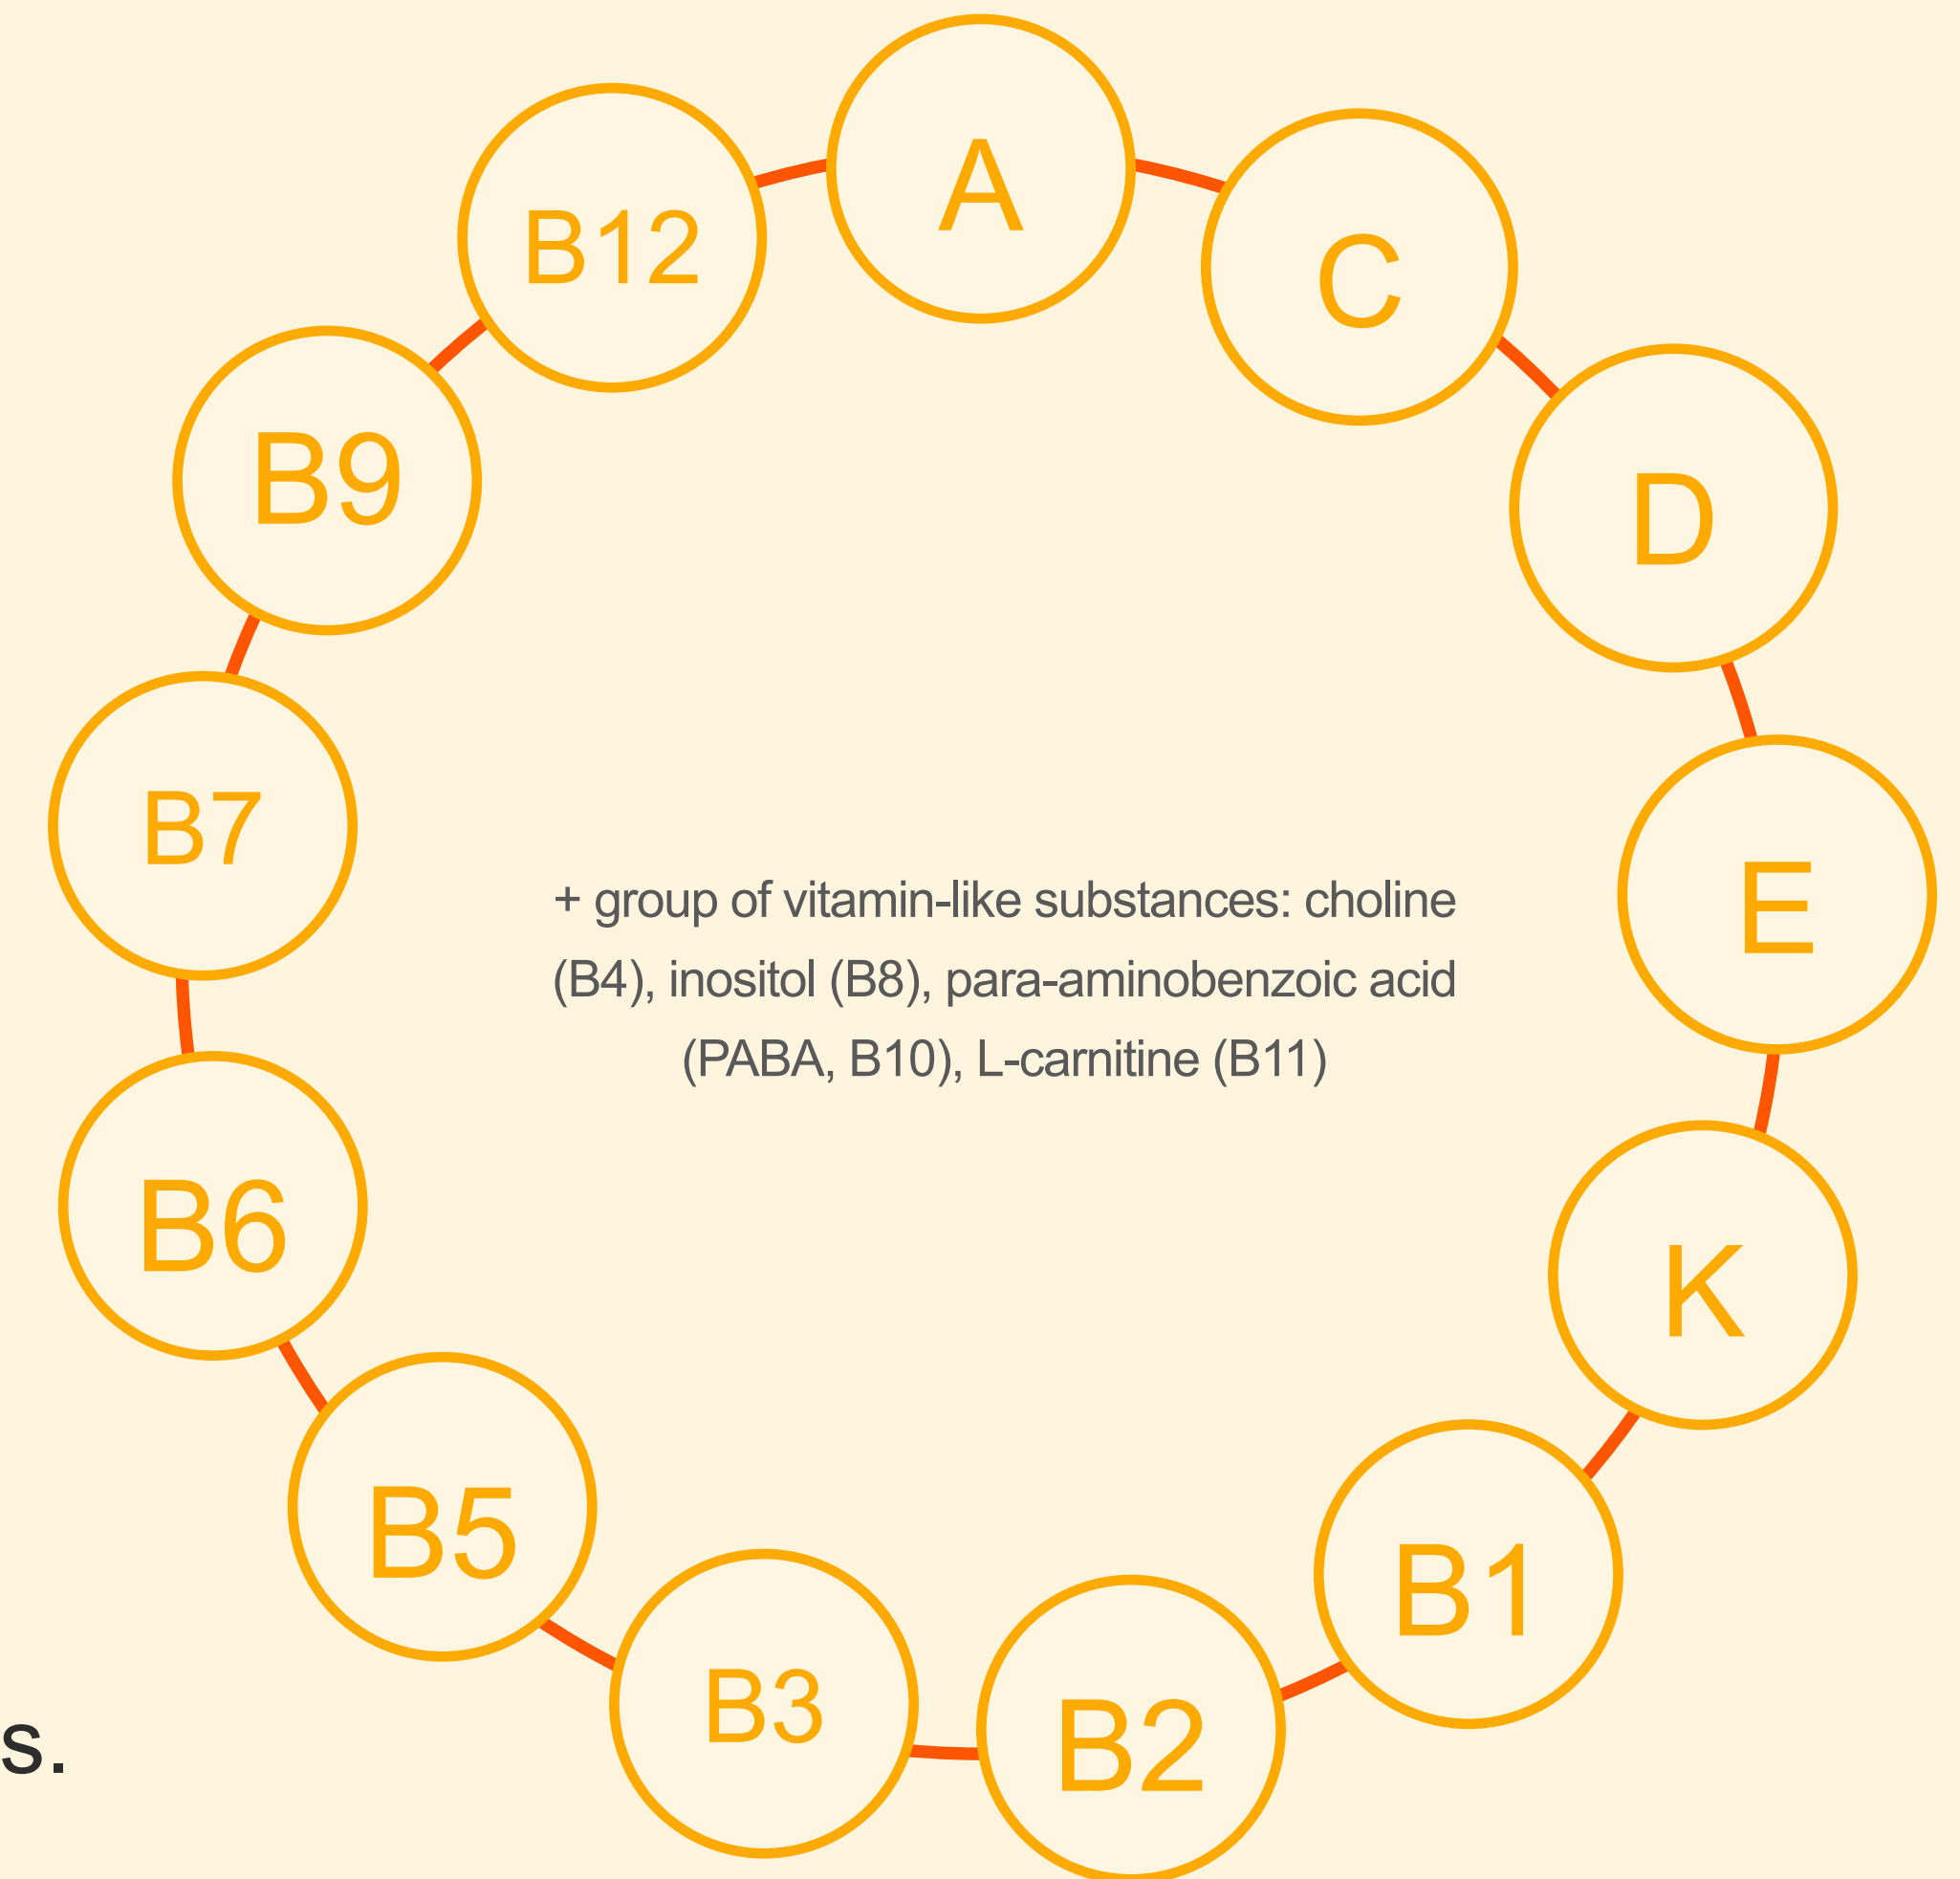 A
C
D
E
K
B1
B2
B3
B5
B6
B7
B9
B12
+ group of vitamin-like substances: choline
(B4), inositol (B8), para-aminobenzoic acid
(PABA, B10), L-carnitine (B11)
s.